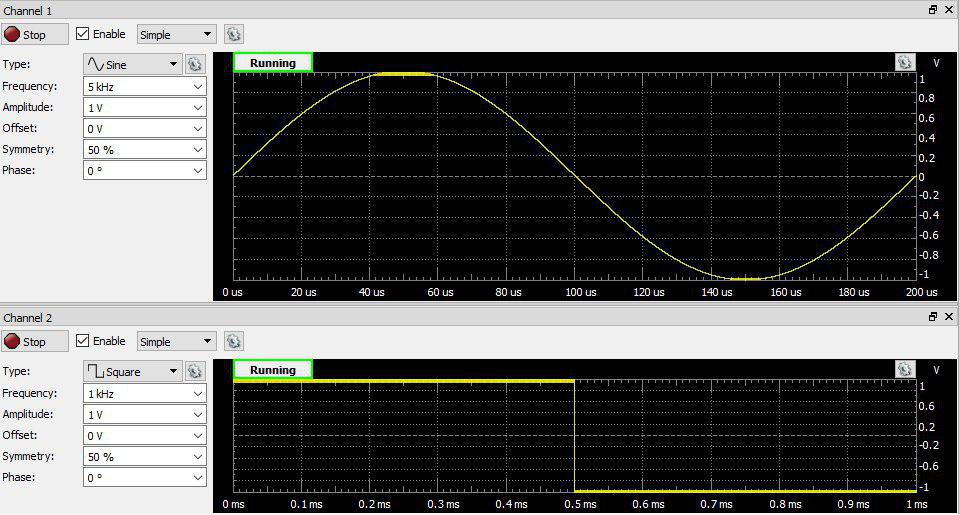 Channel 1
Stop Enable Simple
Type: Sine
Running
V
Frequency: 5 kHz
Amplitude: 1 V
Offset: 0 V
Symmetry: 50 %
Phase: 0 °
1
0.8
0.6
0.4
0.2
0
-0.2
-0.4
-0.6
-0.8
-1
0 us 20 us 40 us 60 us 80 us 100 us 120 us 140 us 160 us 180 us 200 us
Channel 2
Stop Enable Simple
Type: Square
Running
V
Frequency: 1 kHz
Amplitude: 1 V
Offset: 0 V
Symmetry: 50 %
Phase: 0 °
1
0.6
0.2
-0.2
-0.6
-1
0 ms 0.1 ms 0.2 ms 0.3 ms 0.4 ms 0.5 ms 0.6 ms 0.7 ms 0.8 ms 0.9 ms 1 ms